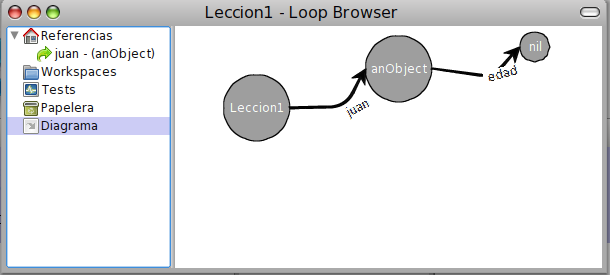 Leccion1 - Loop Browser
Referencias
juan - (anObject)
Workspaces
Tests
Papelera
Diagrama
Leccion1
juan
anObject
edad
nil